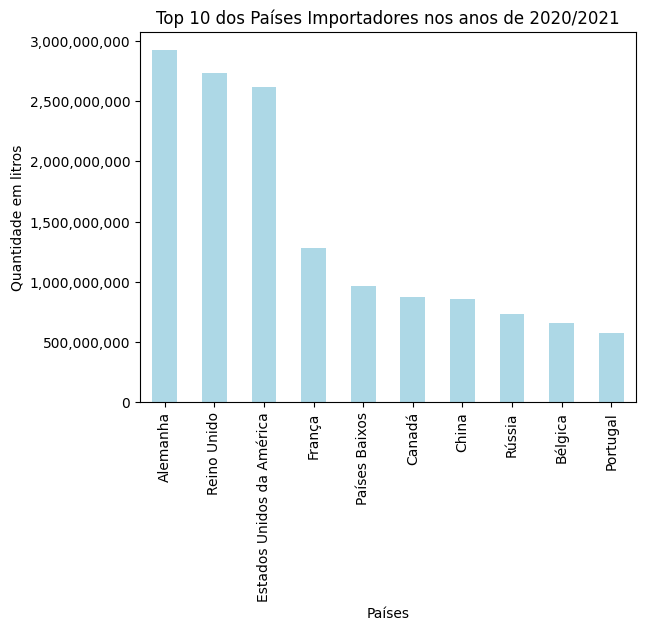 Top 10 dos Países Importadores nos anos de 2020/2021
Quantidade em litros
3,000,000,000
2,500,000,000
2,000,000,000
1,500,000,000
1,000,000,000
500,000,000
0
Alemanha
Reino Unido
Estados Unidos da América
França
Países Baixos
Canadá
China
Rússia
Bélgica
Portugal
Países